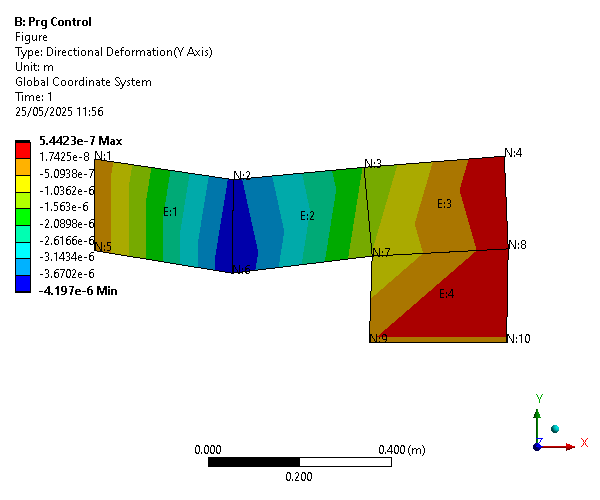 B: Prg Control
Figure
Type: Directional Deformation(Y Axis)
Unit: m
Global Coordinate System
Time: 1
25/05/2025 11:56
5.4423e-7 Max
1.7425e-8
-5.0938e-7
-1.0362e-6
-1.563e-6
-2.0898e-6
-2.6166e-6
-3.1434e-6
-3.6702e-6
-4.197e-6 Min
N:1
N:2
N:3
N:4
E:1
E:2
E:3
N:5
N:7
N:8
E:4
N:9
N:10
0.000
0.400 (m)
0.200
Y
Z
X